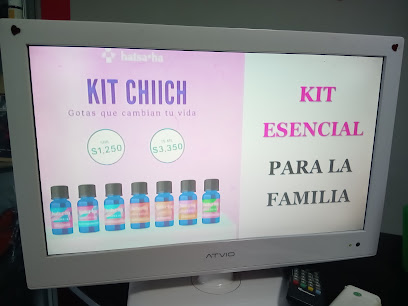 hatsa•ha
KIT CHIICH
Gotas que cambian tu vida
$1,250
$3,350
KIT
ESENCIAL
PARA LA
FAMILIA
ATVIO